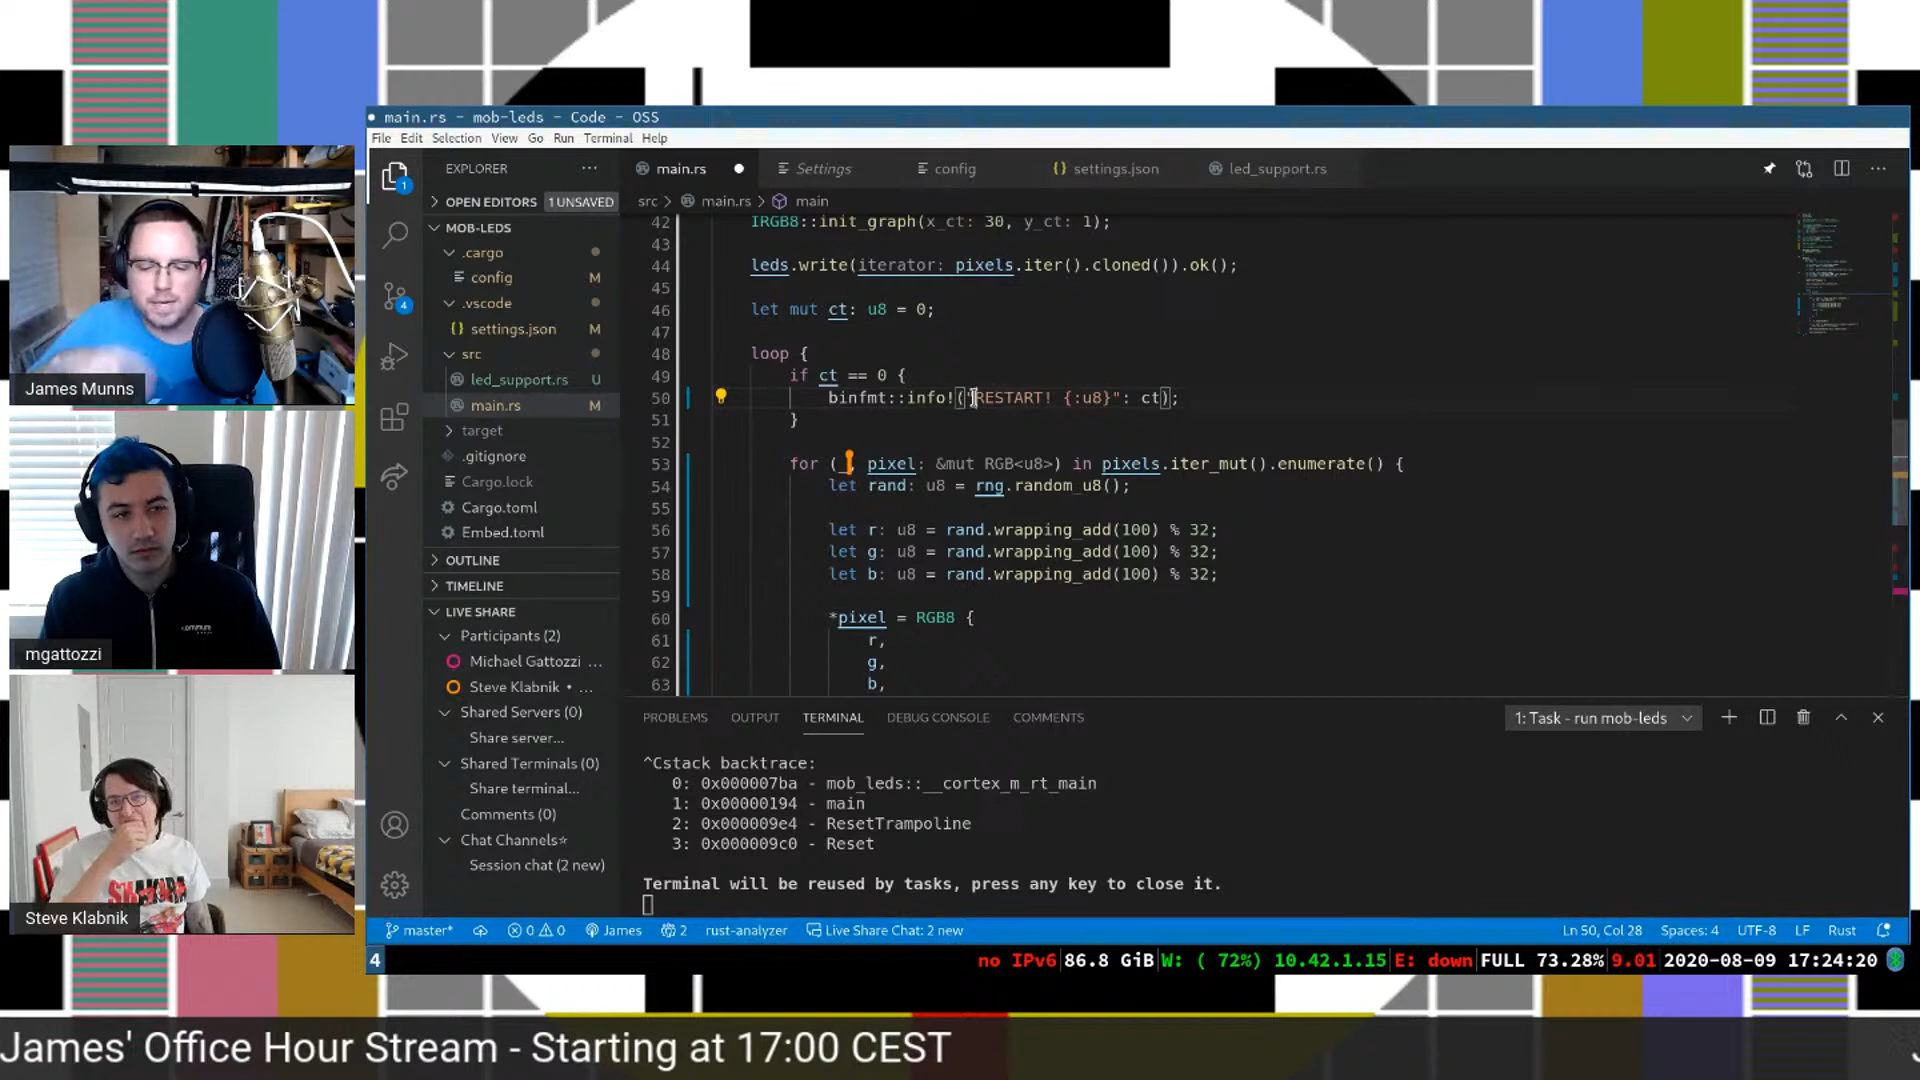 main.rs - mob-leds - Code - OSS
File Edit Selection View Go Run Terminal Help
1
EXPLORER
OPEN EDITORS 1 UNSAVED
MOB-LEDS
.cargo
config M
.vscode
settings.json M
src
led_support.rs U
main.rs M
target
.gitignore
Cargo.lock
Cargo.toml
Embed.toml
OUTLINE
TIMELINE
LIVE SHARE
Participants (2)
Michael Gattozzi ...
Steve Klabnik • ...
Shared Servers (0)
Share server...
Shared Terminals (0)
Share terminal...
Comments (0)
Chat Channels☆
Session chat (2 new)
4
main.rs Settings config settings.json led_support.rs
src > main.rs > main
42 IRGB8::init_graph(x_ct: 30, y_ct: 1);
43
44 leds.write(iterator: pixels.iter().cloned()).ok();
45
46 let mut ct: u8 = 0;
47
48 loop {
49 if ct == 0 {
50 binfmt::info!("RESTART! {:u8}": ct);
51 }
52
53 for (_, pixel: &mut RGB<u8>) in pixels.iter_mut().enumerate() {
54 let rand: u8 = rng.random_u8();
55
56 let r: u8 = rand.wrapping_add(100) % 32;
57 let g: u8 = rand.wrapping_add(100) % 32;
58 let b: u8 = rand.wrapping_add(100) % 32;
59
60 *pixel = RGB8 {
61 r,
62 g,
63 b,
PROBLEMS OUTPUT TERMINAL DEBUG CONSOLE COMMENTS
1: Task - run mob-leds
^Cstack backtrace:
0: 0x000007ba - mob_leds::__cortex_m_rt_main
1: 0x00000194 - main
2: 0x000009e4 - ResetTrampoline
3: 0x000009c0 - Reset
Terminal will be reused by tasks, press any key to close it.
master* 0 0 James 2 rust-analyzer Live Share Chat: 2 new Ln 50, Col 28 Spaces: 4 UTF-8 LF Rust
4 no IPv6|86.8 GiB|W: ( 72%) 10.42.1.15|E: down|FULL 73.28%|9.01|2020-08-09 17:24:20
James Munns
mgattozzi
Steve Klabnik
James' Office Hour Stream - Starting at 17:00 CEST